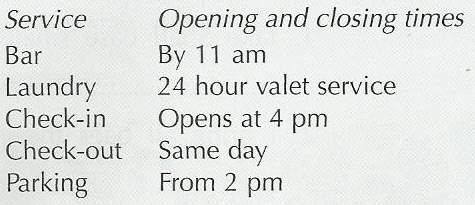 Service Opening and closing times
Bar By 11 am
Laundry 24 hour valet service
Check-in Opens at 4 pm
Check-out Same day
Parking From 2 pm